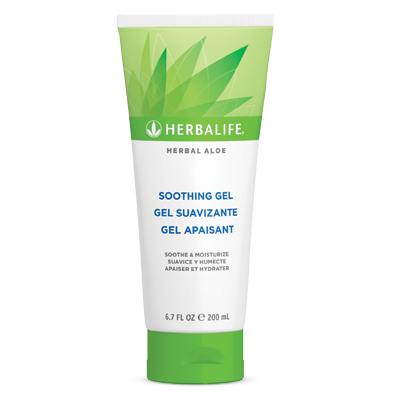 HERBALIFE
HERBAL ALOE
SOOTHING GEL
GEL SUAVIZANTE
GEL APAISANT
SOOTHE & MOISTURIZE
SUAVICE Y HUMECTE
APAISER ET HYDRATER
6.7 FL OZ ℮ 200 mL